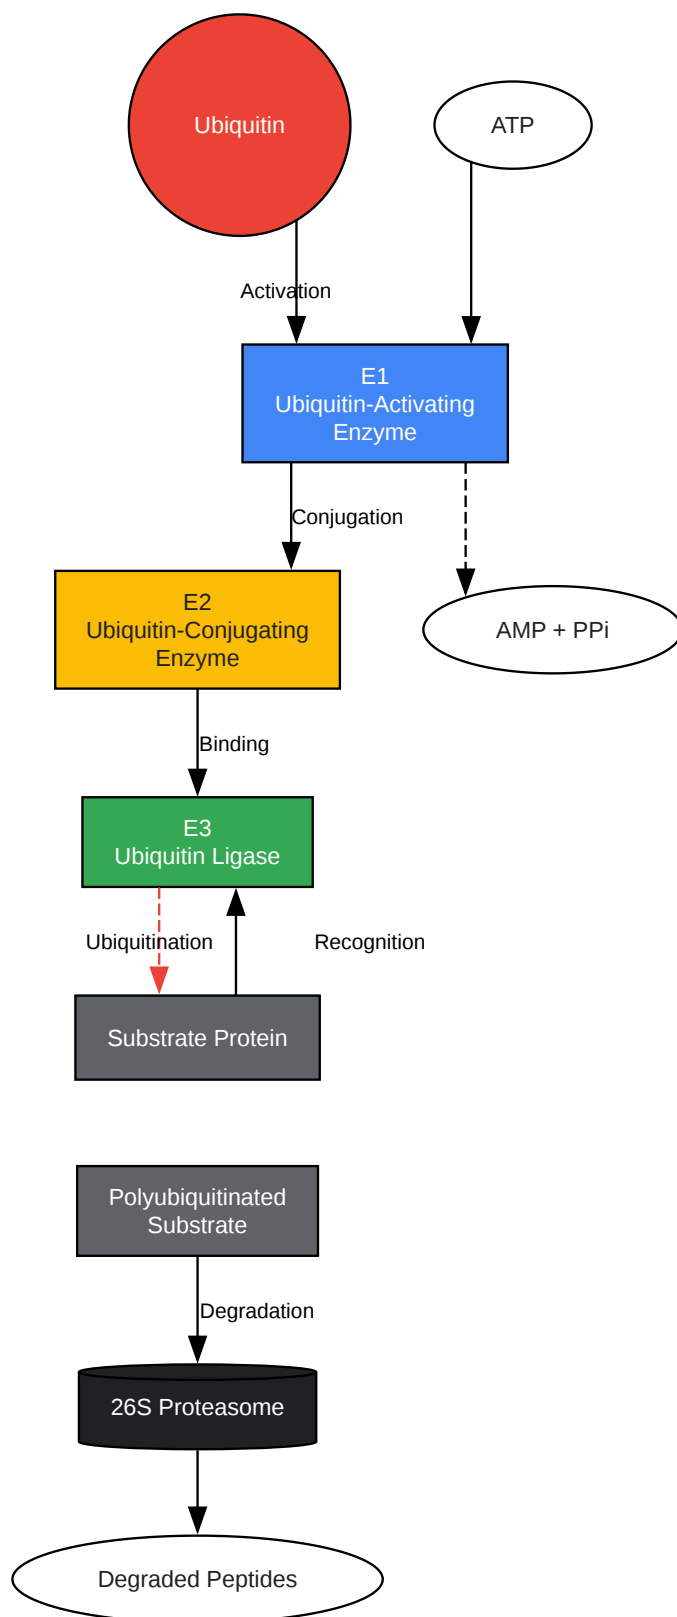 Ubiquitin
ATP
Activation
E1
Ubiquitin-Activating
Enzyme
Conjugation
E2
Ubiquitin-Conjugating
Enzyme
AMP + PPi
Binding
E3
Ubiquitin Ligase
Ubiquitination
Recognition
Substrate Protein
Polyubiquitinated
Substrate
Degradation
26S Proteasome
Degraded Peptides